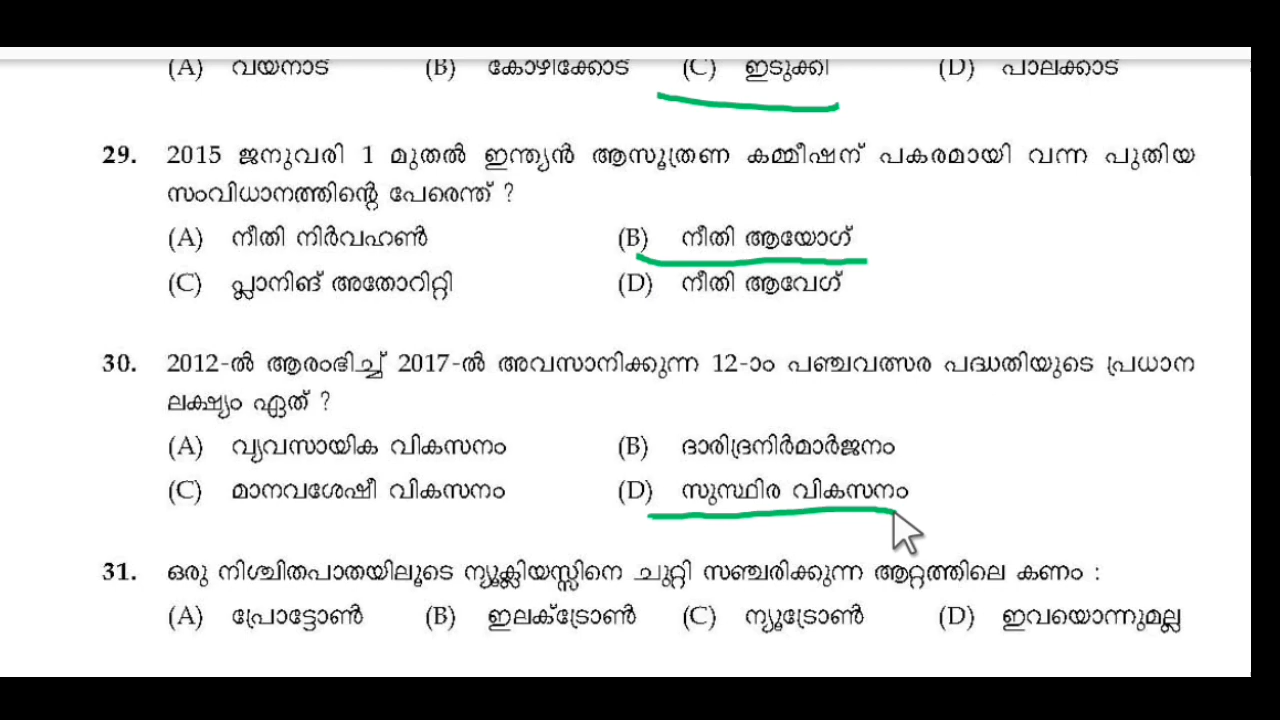 (A) വയനാട് (B) കോഴിക്കോട് (C) ഇടുക്കി (D) പാലക്കാട്
29. 2015 ജനുവരി 1 മുതൽ ഇന്ത്യൻ ആസൂത്രണ കമ്മീഷന് പകരമായി വന്ന പുതിയ
സംവിധാനത്തിന്റെ പേരെന്ത് ?
(A) നീതി നിർവഹൺ (B) നീതി ആയോഗ്
(C) പ്ലാനിങ് അതോറിറ്റി (D) നീതി ആവേഗ്
30. 2012-ൽ ആരംഭിച്ച് 2017-ൽ അവസാനിക്കുന്ന 12-ാം പഞ്ചവത്സര പദ്ധതിയുടെ പ്രധാന
ലക്ഷ്യം ഏത് ?
(A) വ്യവസായിക വികസനം (B) ദാരിദ്രനിർമാർജനം
(C) മാനവശേഷീ വികസനം (D) സുസ്ഥിര വികസനം
31. ഒരു നിശ്ചിതപാതയിലൂടെ ന്യൂക്ലിയസ്സിനെ ചുറ്റി സഞ്ചരിക്കുന്ന ആറ്റത്തിലെ കണം :
(A) പ്രോട്ടോൺ (B) ഇലക്ട്രോൺ (C) ന്യൂട്രോൺ (D) ഇവയൊന്നുമല്ല